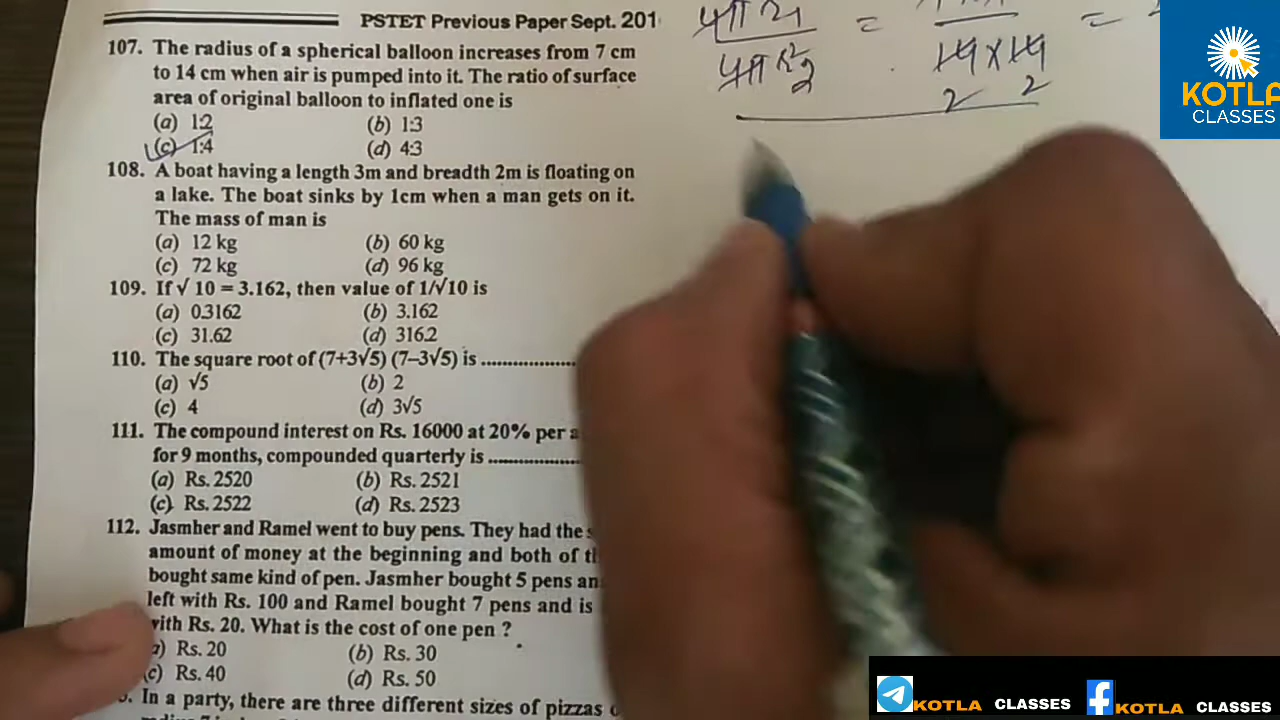 PSTET Previous Paper Sept. 201
107. The radius of a spherical balloon increases from 7 cm
to 14 cm when air is pumped into it. The ratio of surface
area of original balloon to inflated one is
(a) 1:2 (b) 1:3
(c) 1:4 (d) 4:3
108. A boat having a length 3m and breadth 2m is floating on
a lake. The boat sinks by 1cm when a man gets on it.
The mass of man is
(a) 12 kg (b) 60 kg
(c) 72 kg (d) 96 kg
109. If √ 10 = 3.162, then value of 1/√10 is
(a) 0.3162 (b) 3.162
(c) 31.62 (d) 316.2
110. The square root of (7+3√5) (7–3√5) is ..................
(a) √5 (b) 2
(c) 4 (d) 3√5
111. The compound interest on Rs. 16000 at 20% per a
for 9 months, compounded quarterly is ..................
(a) Rs. 2520 (b) Rs. 2521
(c) Rs. 2522 (d) Rs. 2523
112. Jasmher and Ramel went to buy pens. They had the s
amount of money at the beginning and both of th
bought same kind of pen. Jasmher bought 5 pens an
left with Rs. 100 and Ramel bought 7 pens and is
with Rs. 20. What is the cost of one pen ?
a) Rs. 20 (b) Rs. 30
c) Rs. 40 (d) Rs. 50
In a party, there are three different sizes of pizzas o
=
=
14 x 14
2 2
KOTLA
CLASSES
KOTLA CLASSES
KOTLA CLASSES